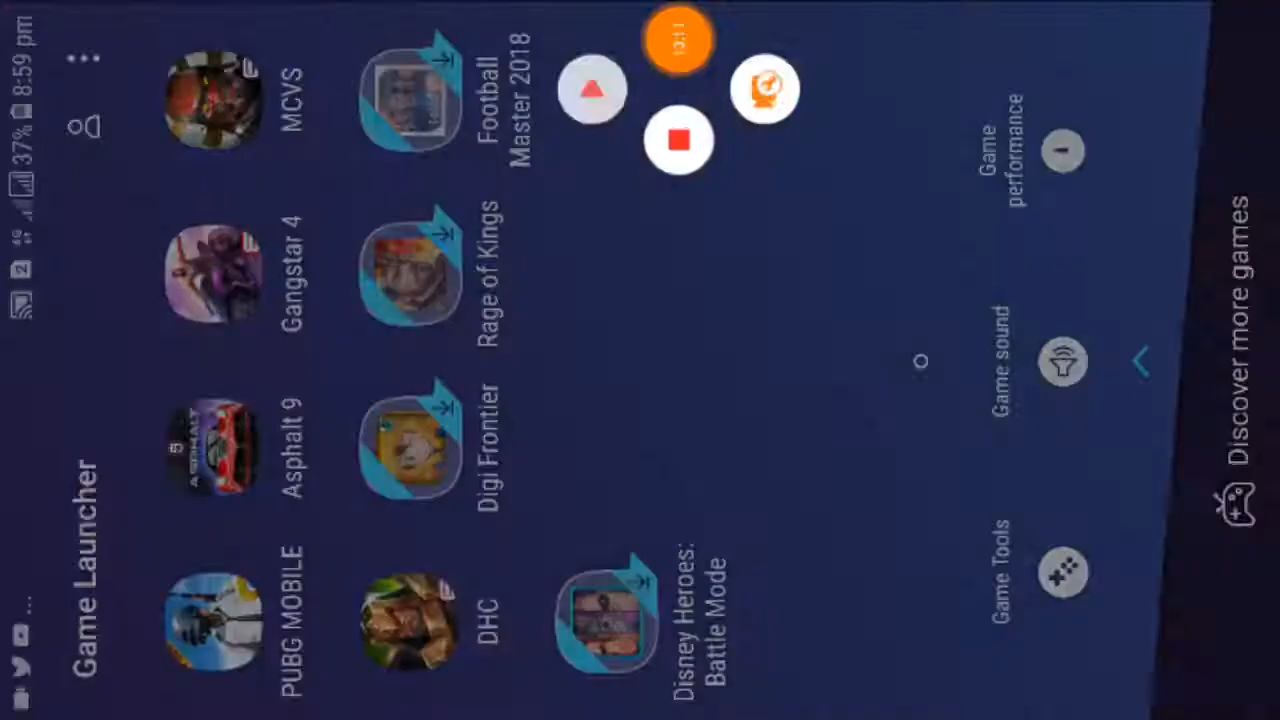 ... 37% 8:59 pm
Game Launcher
PUBG MOBILE
Asphalt 9
Gangstar 4
MCVS
DHC
Digi Frontier
Rage of Kings
Football
Master 2018
Disney Heroes:
Battle Mode
Game Tools
Game sound
Game
performance
Discover more games
ASPHALT